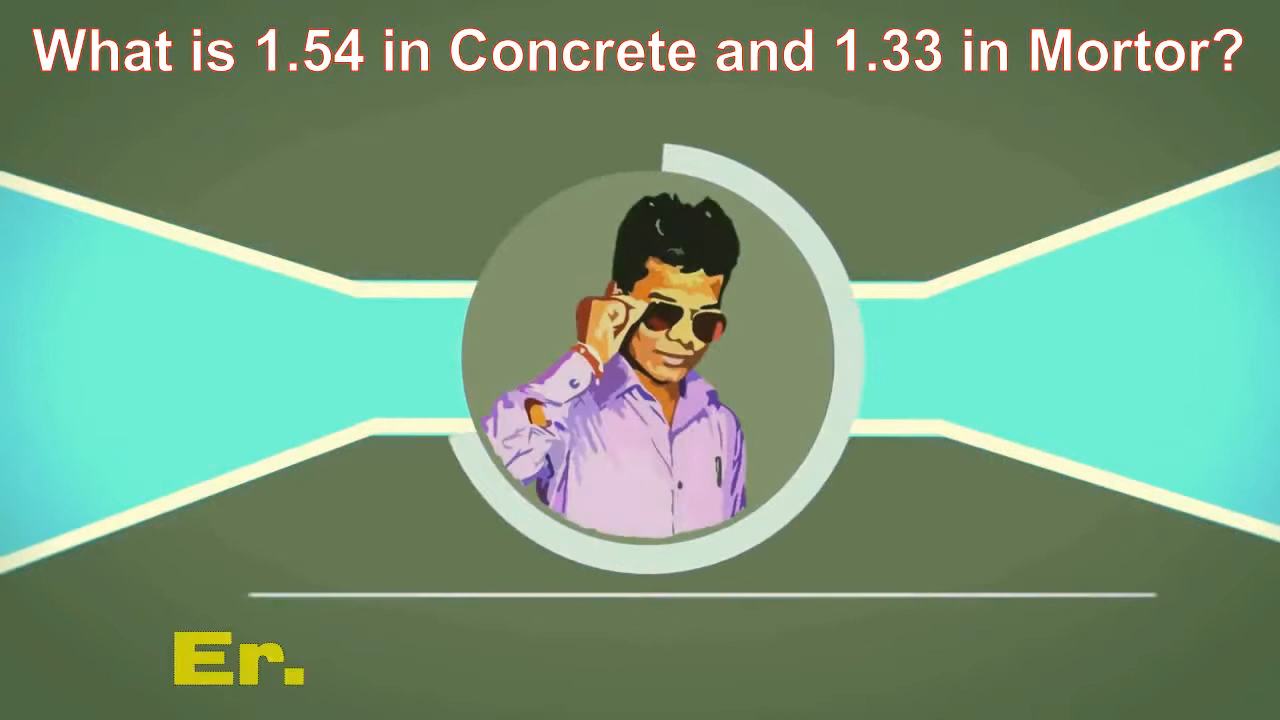 What is 1.54 in Concrete and 1.33 in Mortor?
Er.